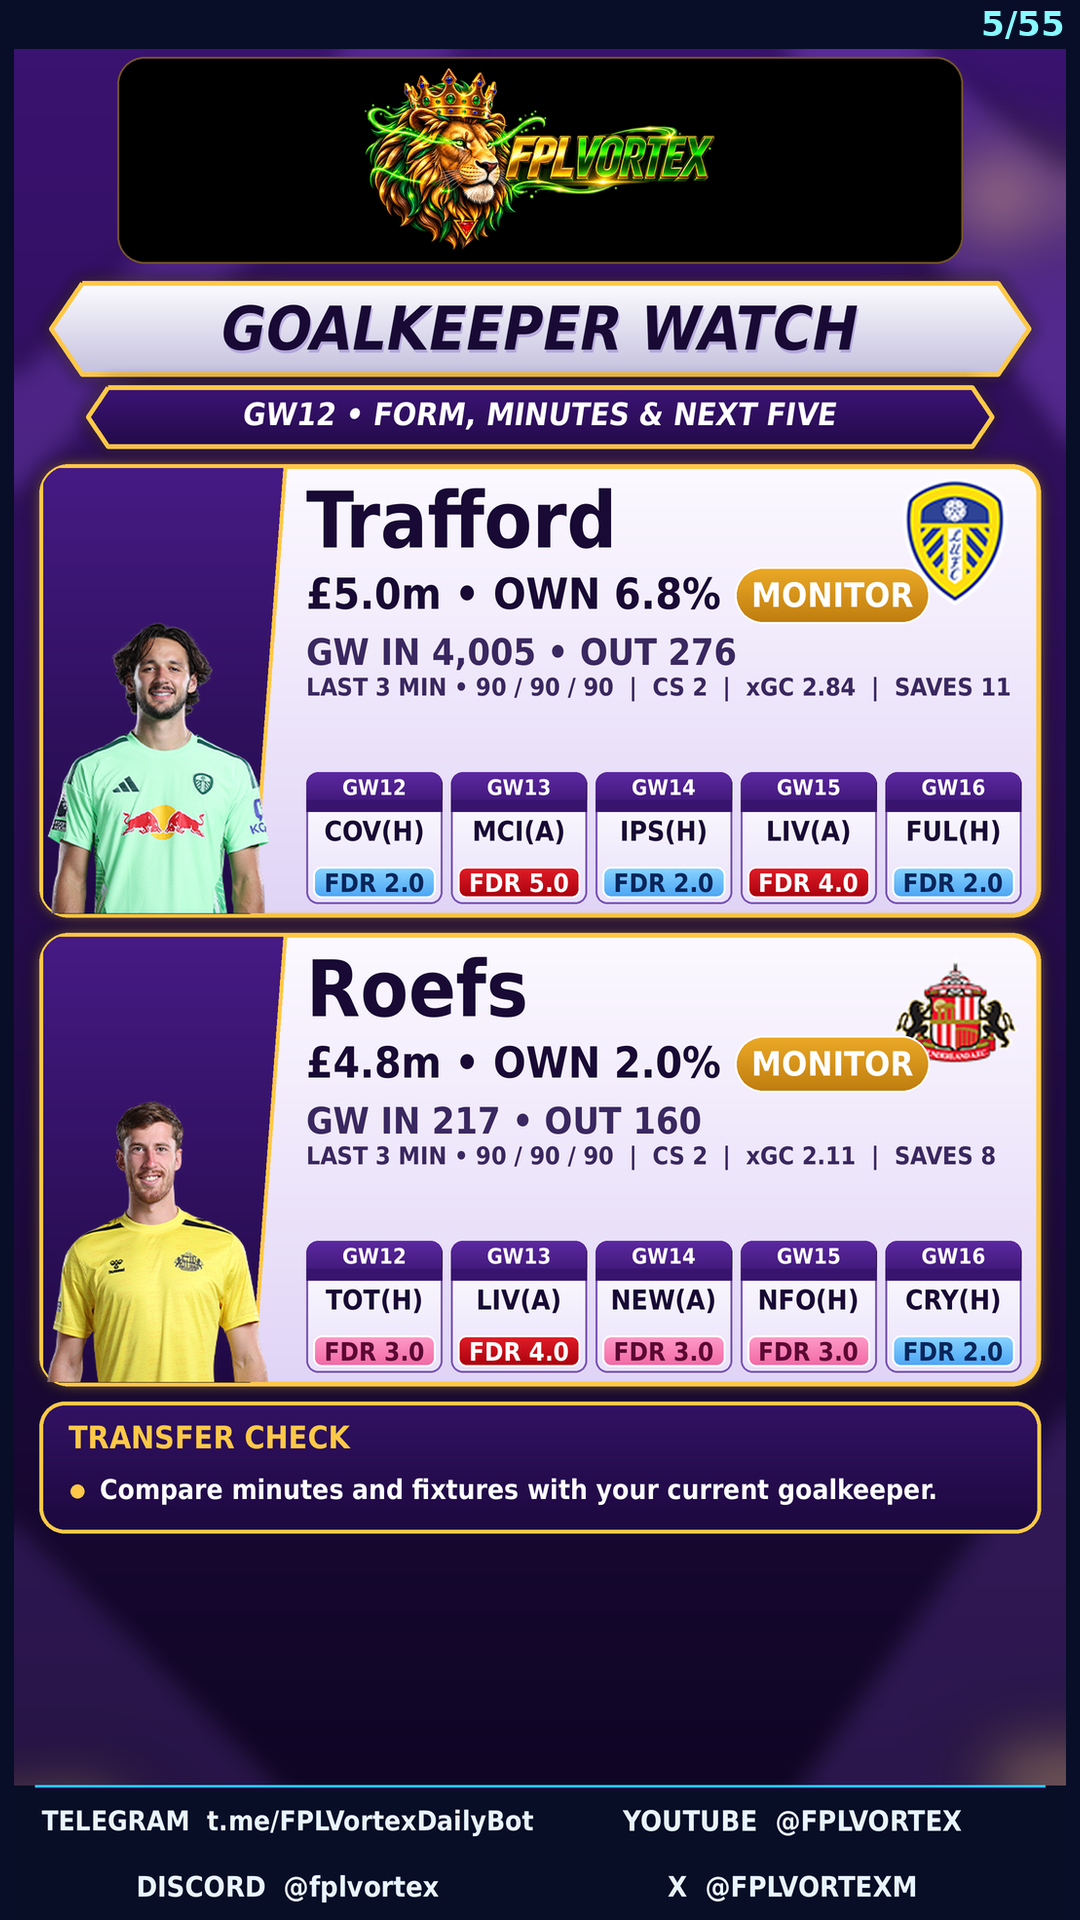 5/55
FPLVORTEX
GOALKEEPER WATCH
GW12 • FORM, MINUTES & NEXT FIVE
Trafford
£5.0m • OWN 6.8% MONITOR
GW IN 4,005 • OUT 276
LAST 3 MIN • 90 / 90 / 90 | CS 2 | xGC 2.84 | SAVES 11
GW12 GW13 GW14 GW15 GW16
COV(H) MCI(A) IPS(H) LIV(A) FUL(H)
FDR 2.0 FDR 5.0 FDR 2.0 FDR 4.0 FDR 2.0
Roefs
£4.8m • OWN 2.0% MONITOR
GW IN 217 • OUT 160
LAST 3 MIN • 90 / 90 / 90 | CS 2 | xGC 2.11 | SAVES 8
GW12 GW13 GW14 GW15 GW16
TOT(H) LIV(A) NEW(A) NFO(H) CRY(H)
FDR 3.0 FDR 4.0 FDR 3.0 FDR 3.0 FDR 2.0
TRANSFER CHECK
• Compare minutes and fixtures with your current goalkeeper.
TELEGRAM t.me/FPLVortexDailyBot YOUTUBE @FPLVORTEX
DISCORD @fplvortex X @FPLVORTEXM